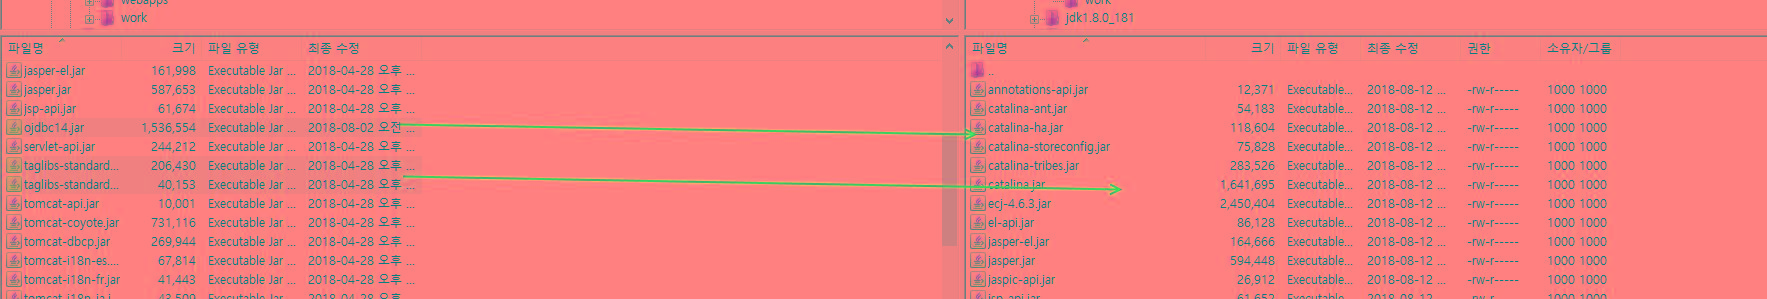 webapps
work
파일명 크기 파일 유형 최종 수정
jasper-el.jar 161,998 Executable Jar ... 2018-04-28 오후 ...
jasper.jar 587,653 Executable Jar ... 2018-04-28 오후 ...
jsp-api.jar 61,674 Executable Jar ... 2018-04-28 오후 ...
ojdbc14.jar 1,536,554 Executable Jar ... 2018-08-02 오전 ...
servlet-api.jar 244,212 Executable Jar ... 2018-04-28 오후 ...
taglibs-standard... 206,430 Executable Jar ... 2018-04-28 오후 ...
taglibs-standard... 40,153 Executable Jar ... 2018-04-28 오후 ...
tomcat-api.jar 10,001 Executable Jar ... 2018-04-28 오후 ...
tomcat-coyote.jar 731,116 Executable Jar ... 2018-04-28 오후 ...
tomcat-dbcp.jar 269,944 Executable Jar ... 2018-04-28 오후 ...
tomcat-i18n-es.... 67,814 Executable Jar ... 2018-04-28 오후 ...
tomcat-i18n-fr.jar 41,443 Executable Jar ... 2018-04-28 오후 ...
work
jdk1.8.0_181
파일명 크기 파일 유형 최종 수정 권한 소유자/그룹
..
annotations-api.jar 12,371 Executable... 2018-08-12 ... -rw-r----- 1000 1000
catalina-ant.jar 54,183 Executable... 2018-08-12 ... -rw-r----- 1000 1000
catalina-ha.jar 118,604 Executable... 2018-08-12 ... -rw-r----- 1000 1000
catalina-storeconfig.jar 75,828 Executable... 2018-08-12 ... -rw-r----- 1000 1000
catalina-tribes.jar 283,526 Executable... 2018-08-12 ... -rw-r----- 1000 1000
catalina.jar 1,641,695 Executable... 2018-08-12 ... -rw-r----- 1000 1000
ecj-4.6.3.jar 2,450,404 Executable... 2018-08-12 ... -rw-r----- 1000 1000
el-api.jar 86,128 Executable... 2018-08-12 ... -rw-r----- 1000 1000
jasper-el.jar 164,666 Executable... 2018-08-12 ... -rw-r----- 1000 1000
jasper.jar 594,448 Executable... 2018-08-12 ... -rw-r----- 1000 1000
jaspic-api.jar 26,912 Executable... 2018-08-12 ... -rw-r----- 1000 1000